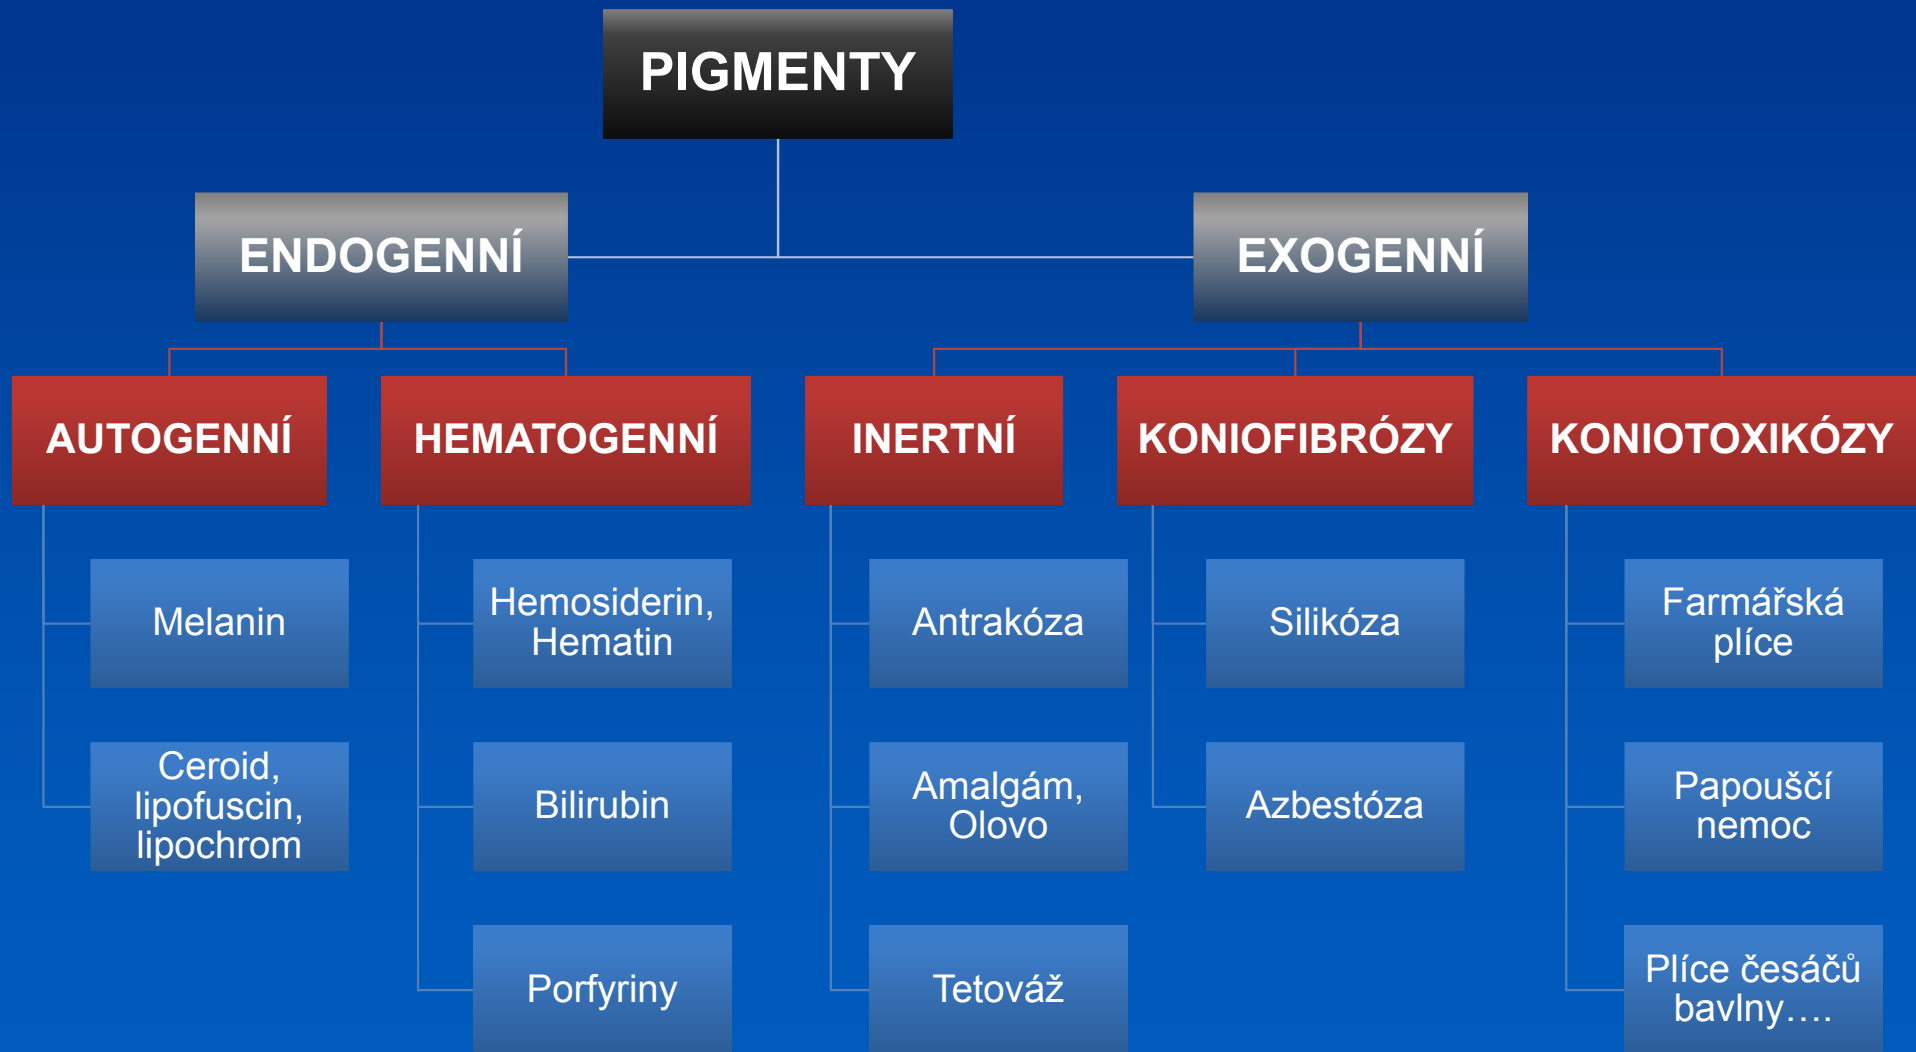 PIGMENTY
ENDOGENNÍ
EXOGENNÍ
AUTOGENNÍ
HEMATOGENNÍ
INERTNÍ
KONIOFIBRÓZY
KONIOTOXIKÓZY
Melanin
Ceroid,
lipofuscin,
lipochrom
Hemosiderin,
Hematin
Bilirubin
Porfyriny
Antrakóza
Amalgám,
Olovo
Tetováž
Silikóza
Azbestóza
Farmářská
plíce
Papouščí
nemoc
Plíce česáčů
bavlny….